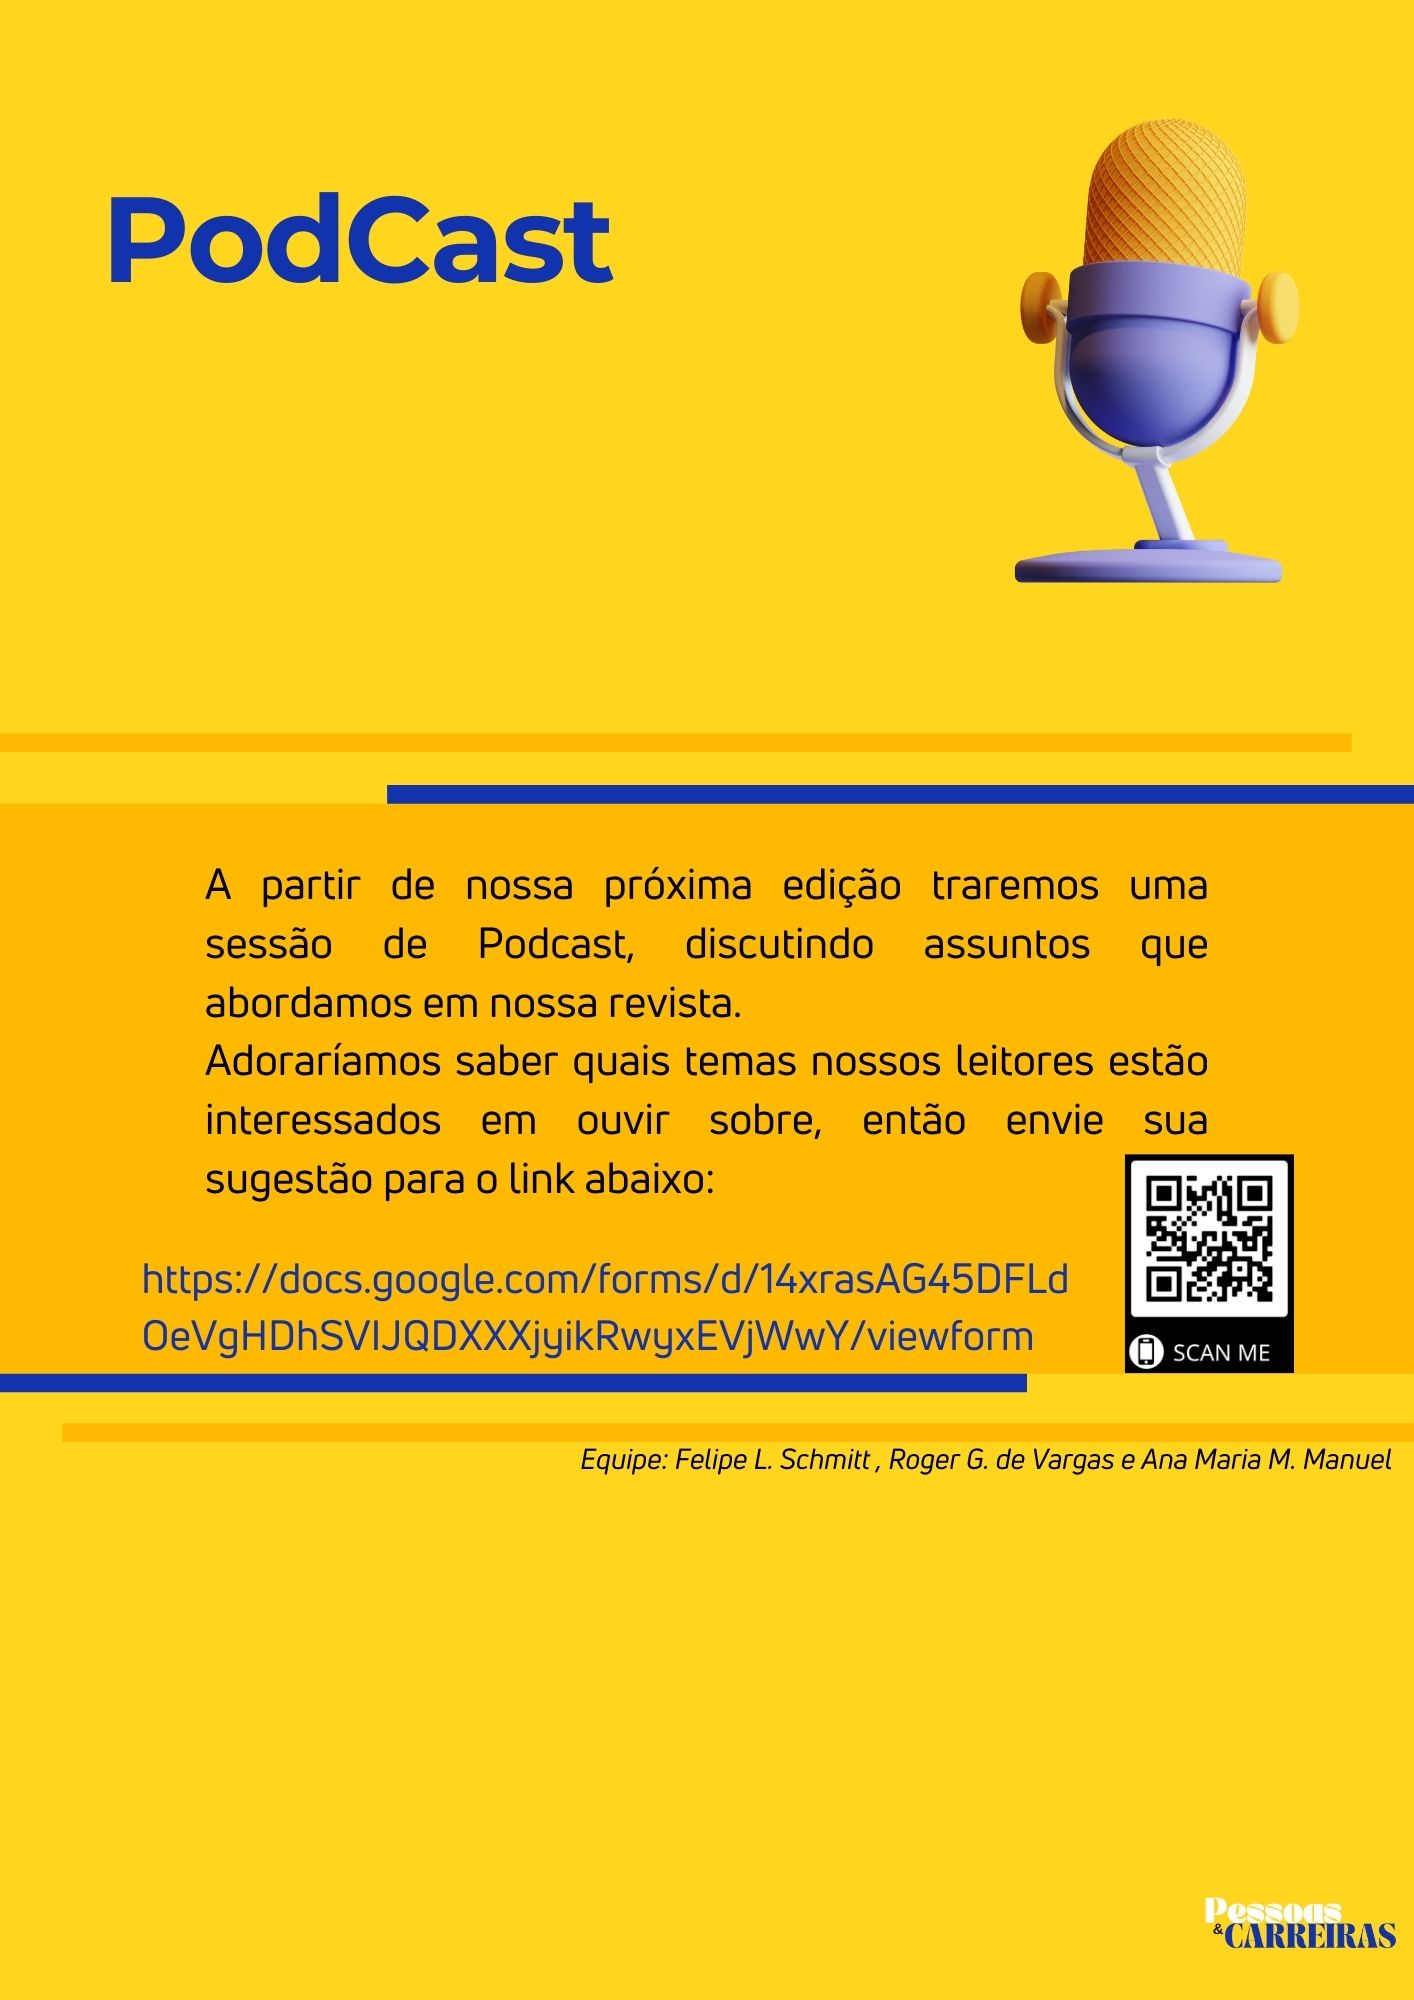 PodCast
A partir de nossa próxima edição traremos uma
sessão de Podcast, discutindo assuntos que
abordamos em nossa revista.
Adoraríamos saber quais temas nossos leitores estão
interessados em ouvir sobre, então envie sua
sugestão para o link abaixo:
https://docs.google.com/forms/d/14xrasAG45DFLd
OeVgHDhSVIJQDXXXjyikRwyxEVjWwY/viewform
SCAN ME
Equipe: Felipe L. Schmitt , Roger G. de Vargas e Ana Maria M. Manuel
Pessoas
&CARREIRAS